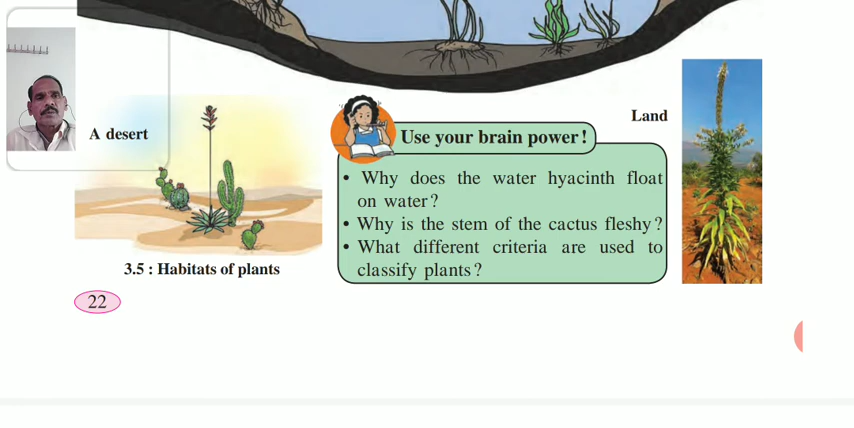 A desert
Land
Use your brain power!
• Why does the water hyacinth float
on water?
• Why is the stem of the cactus fleshy?
• What different criteria are used to
classify plants?
3.5 : Habitats of plants
22